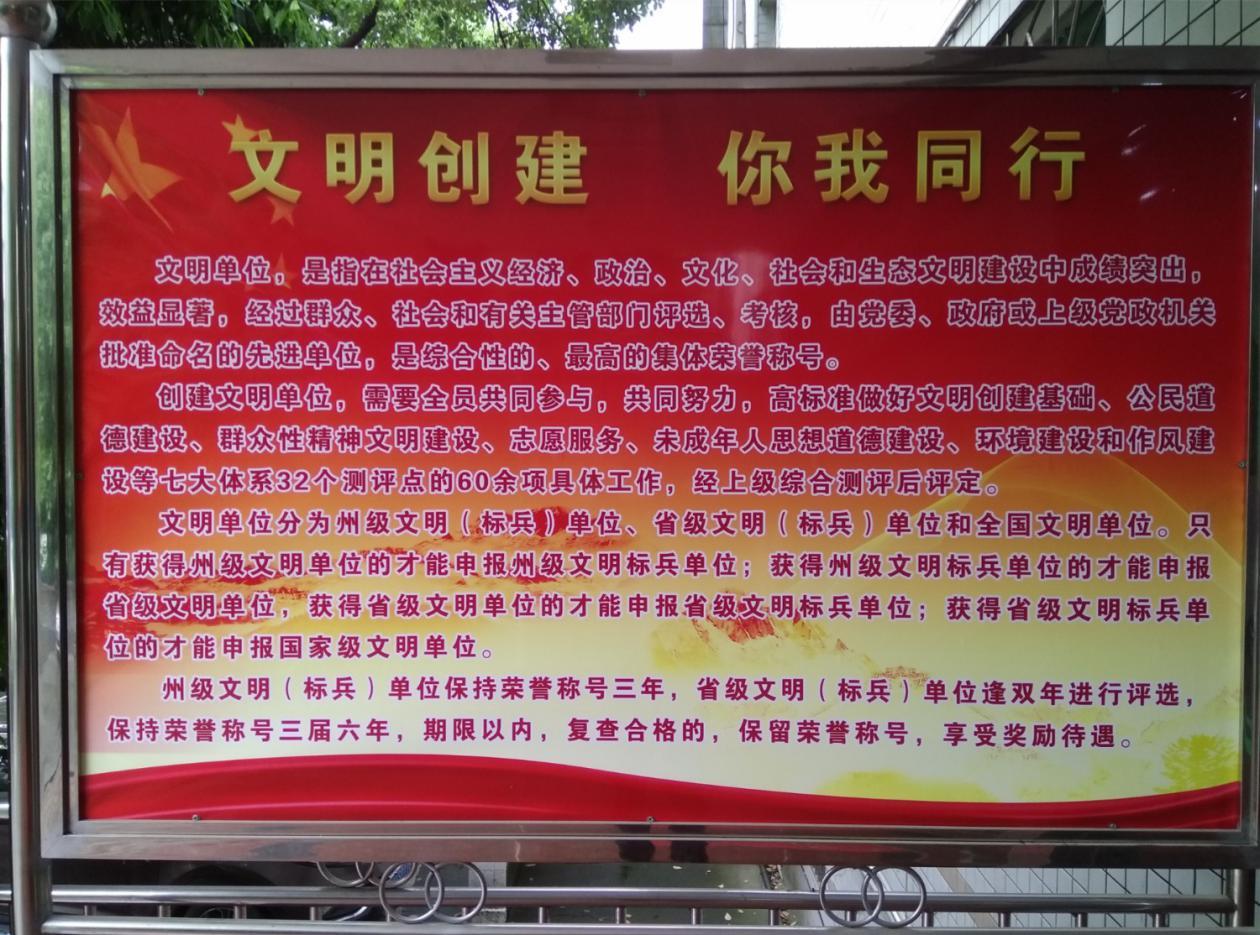 文明创建 你我同行
文明单位，是指在社会主义经济、政治、文化、社会和生态文明建设中成绩突出，
效益显著，经过群众、社会和有关主管部门评选、考核，由党委、政府或上级党政机关
批准命名的先进单位，是综合性的、最高的集体荣誉称号。
创建文明单位，需要全员共同参与，共同努力，高标准做好文明创建基础、公民道
德建设、群众性精神文明建设、志愿服务、未成年人思想道德建设、环境建设和作风建
设等七大体系32个测评点的60余项具体工作，经上级综合测评后评定。
文明单位分为州级文明（标兵）单位、省级文明（标兵）单位和全国文明单位。只
有获得州级文明单位的才能申报州级文明标兵单位；获得州级文明标兵单位的才能申报
省级文明单位，获得省级文明单位的才能申报省级文明标兵单位；获得省级文明标兵单
位的才能申报国家级文明单位。
州级文明（标兵）单位保持荣誉称号三年，省级文明（标兵）单位逢双年进行评选，
保持荣誉称号三届六年，期限以内，复查合格的，保留荣誉称号，享受奖励待遇。